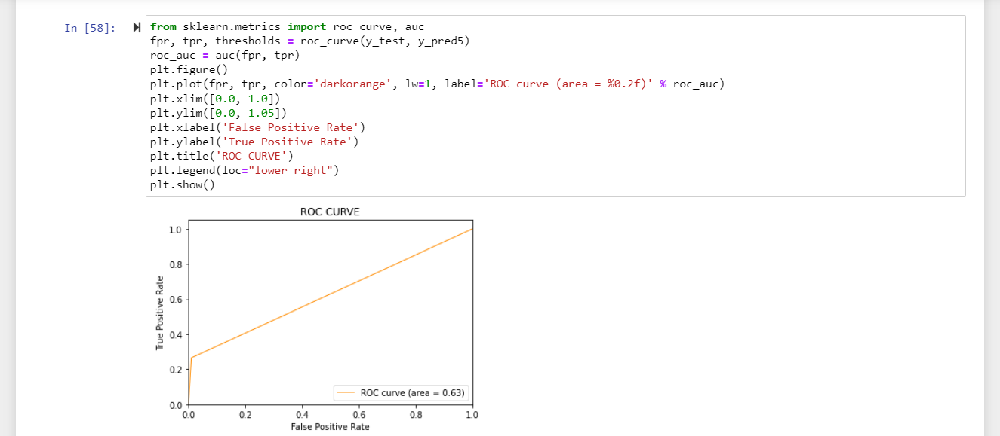 In [58]:
from sklearn.metrics import roc_curve, auc
fpr, tpr, thresholds = roc_curve(y_test, y_pred5)
roc_auc = auc(fpr, tpr)
plt.figure()
plt.plot(fpr, tpr, color='darkorange', lw=1, label='ROC curve (area = %0.2f)' % roc_auc)
plt.xlim([0.0, 1.0])
plt.ylim([0.0, 1.05])
plt.xlabel('False Positive Rate')
plt.ylabel('True Positive Rate')
plt.title('ROC CURVE')
plt.legend(loc="lower right")
plt.show()
ROC CURVE
True Positive Rate
1.0
0.8
0.6
0.4
0.2
0.0
ROC curve (area = 0.63)
0.0 0.2 0.4 0.6 0.8 1.0
False Positive Rate